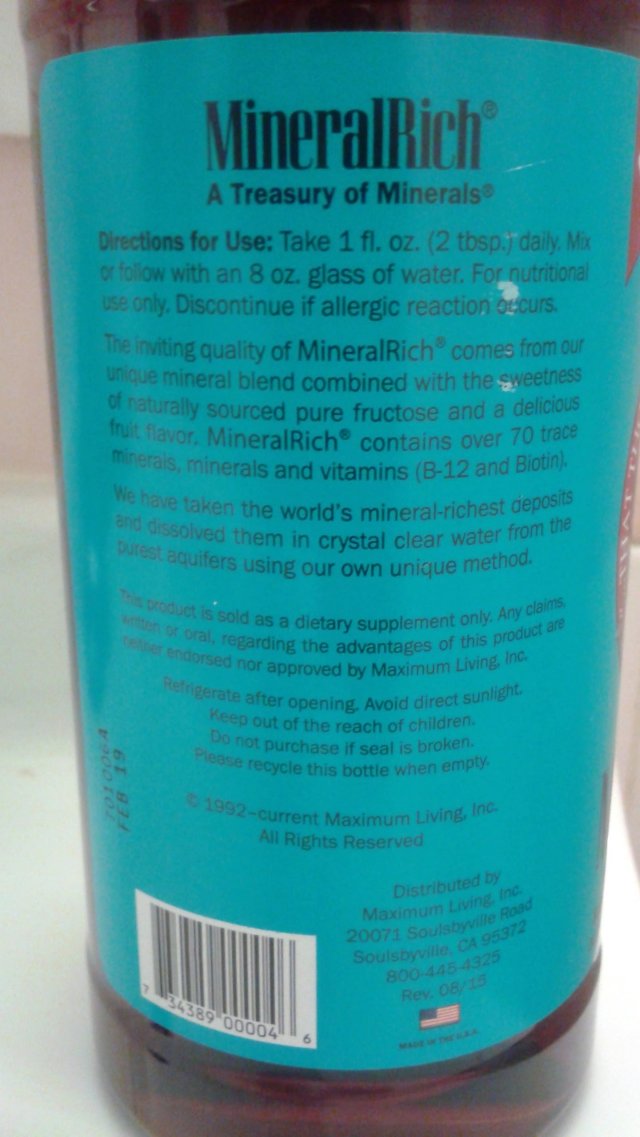 MineralRich®
A Treasury of Minerals®
Directions for Use: Take 1 fl. oz. (2 tbsp.) daily. Mix
or follow with an 8 oz. glass of water. For nutritional
use only. Discontinue if allergic reaction occurs.
The inviting quality of MineralRich® comes from our
unique mineral blend combined with the sweetness
of naturally sourced pure fructose and a delicious
fruit flavor. MineralRich® contains over 70 trace
minerals, minerals and vitamins (B-12 and Biotin).
We have taken the world's mineral-richest deposits
and dissolved them in crystal clear water from the
purest aquifers using our own unique method.
This product is sold as a dietary supplement only. Any claims,
written or oral, regarding the advantages of this product are
neither endorsed nor approved by Maximum Living, Inc.
Refrigerate after opening. Avoid direct sunlight.
Keep out of the reach of children.
Do not purchase if seal is broken.
Please recycle this bottle when empty.
FEB 19
© 1992-current Maximum Living, Inc.
All Rights Reserved
Distributed by
Maximum Living, Inc.
20071 Soulsbyville Road
Soulsbyville, CA 95372
800-445-4325
Rev. 08/15
MADE IN THE U.S.A.
7 34389 00004 6